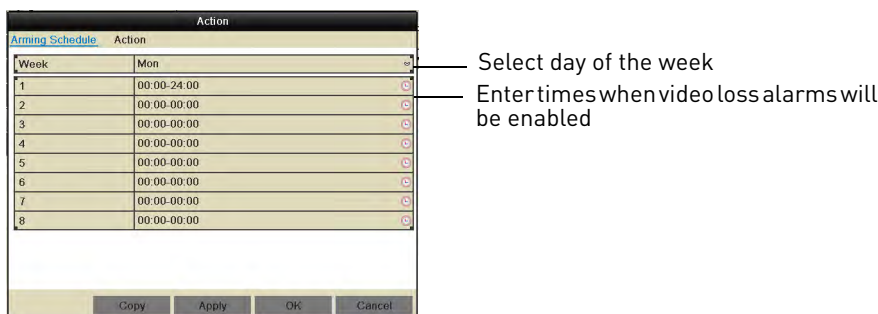 Action
Arming Schedule Action
Week Mon
1 00:00-24:00
2 00:00-00:00
3 00:00-00:00
4 00:00-00:00
5 00:00-00:00
6 00:00-00:00
7 00:00-00:00
8 00:00-00:00
Copy Apply OK Cancel
Select day of the week
Enter times when video loss alarms will
be enabled